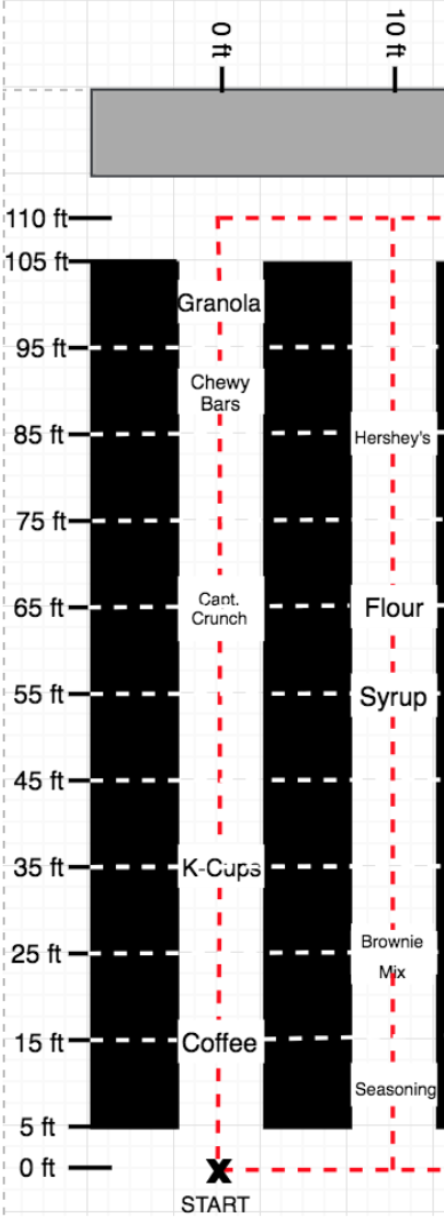 0 ft
10 ft
110 ft
105 ft
Granola
95 ft
Chewy
Bars
85 ft
Hershey's
75 ft
Capt.
Crunch
65 ft
Flour
55 ft
Syrup
45 ft
35 ft
K-Cups
Brownie
Mix
25 ft
15 ft
Coffee
Seasoning
5 ft
0 ft
X
START